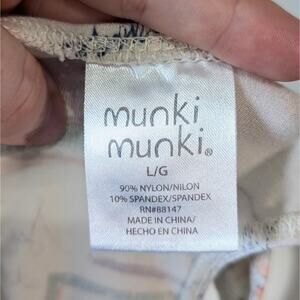 munki
munki®
L/G
90% NYLON/NILON
10% SPANDEX/SPANDEX
RN#88147
MADE IN CHINA/
HECHO EN CHINA